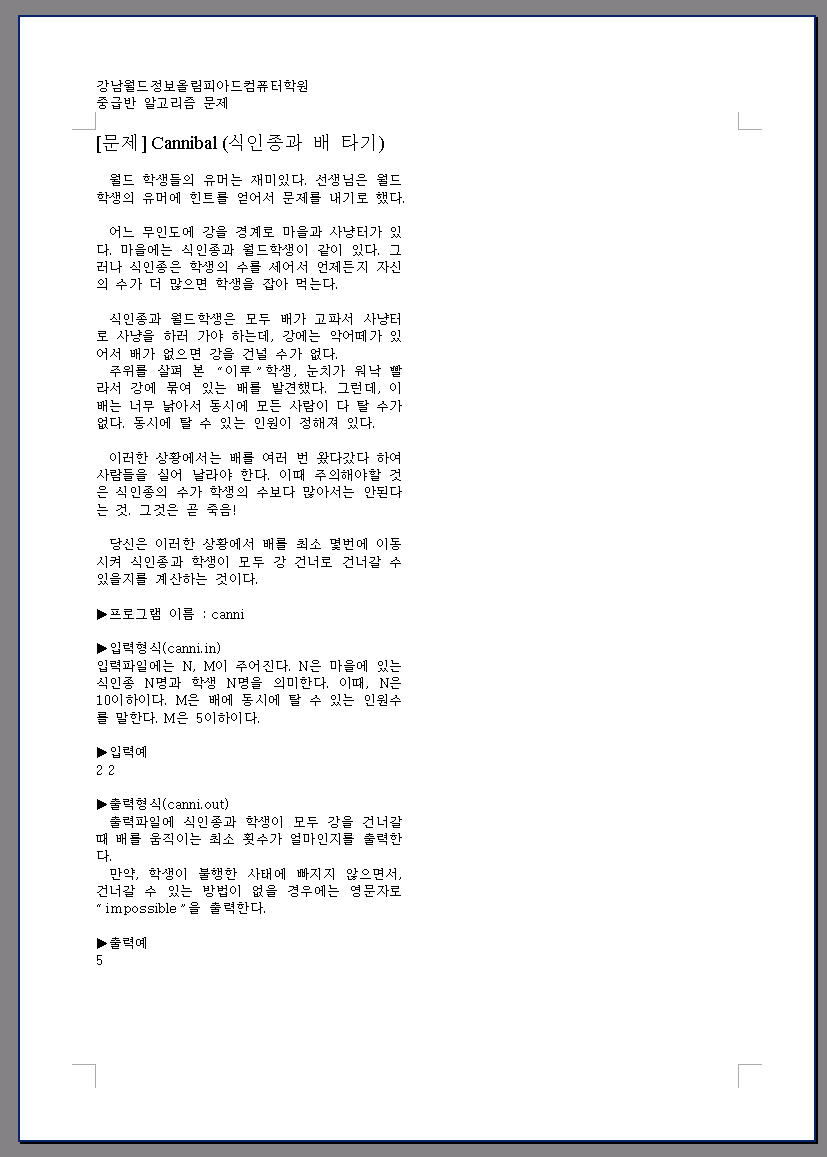 강남월드정보올림피아드컴퓨터학원
중급반 알고리즘 문제
[문제] Cannibal (식인종과 배 타기)
월드 학생들의 유머는 재미있다. 선생님은 월드
학생의 유머에 힌트를 얻어서 문제를 내기로 했다.
어느 무인도에 강을 경계로 마을과 사냥터가 있
다. 마을에는 식인종과 월드학생이 같이 있다. 그
러나 식인종은 학생의 수를 세어서 언제든지 자신
의 수가 더 많으면 학생을 잡아 먹는다.
식인종과 월드학생은 모두 배가 고파서 사냥터
로 사냥을 하러 가야 하는데, 강에는 악어떼가 있
어서 배가 없으면 강을 건널 수가 없다.
주위를 살펴 본 “이루”학생, 눈치가 워낙 빨
라서 강에 묶여 있는 배를 발견했다. 그런데, 이
배는 너무 낡아서 동시에 모든 사람이 다 탈 수가
없다. 동시에 탈 수 있는 인원이 정해져 있다.
이러한 상황에서는 배를 여러 번 왔다갔다 하여
사람들을 실어 날라야 한다. 이때 주의해야할 것
은 식인종의 수가 학생의 수보다 많아서는 안된다
는 것. 그것은 곧 죽음!
당신은 이러한 상황에서 배를 최소 몇번에 이동
시켜 식인종과 학생이 모두 강 건너로 건너갈 수
있을지를 계산하는 것이다.
▶프로그램 이름 : canni
▶입력형식(canni.in)
입력파일에는 N, M이 주어진다. N은 마을에 있는
식인종 N명과 학생 N명을 의미한다. 이때, N은
10이하이다. M은 배에 동시에 탈 수 있는 인원수
를 말한다. M은 5이하이다.
▶입력예
2 2
▶출력형식(canni.out)
출력파일에 식인종과 학생이 모두 강을 건너갈
때 배를 움직이는 최소 횟수가 얼마인지를 출력한
다.
만약, 학생이 불행한 사태에 빠지지 않으면서,
건너갈 수 있는 방법이 없을 경우에는 영문자로
“impossible”을 출력한다.
▶출력예
5